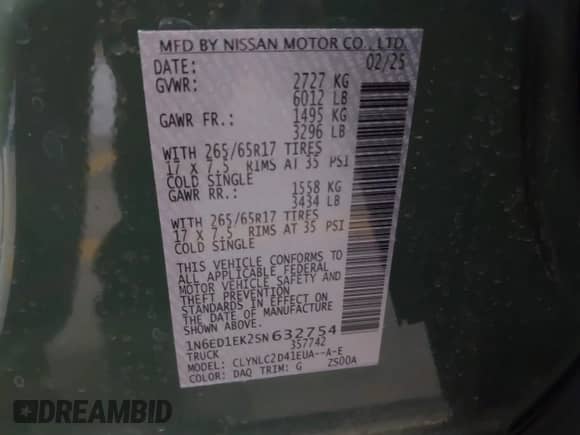 MFD BY NISSAN MOTOR CO., LTD.
DATE: 02/25
GVWR: 2727 KG
6012 LB
GAWR FR.: 1495 KG
3296 LB
WITH 265/65R17 TIRES
17 X 7.5 RIMS AT 35 PSI
COLD SINGLE
GAWR RR.: 1558 KG
3434 LB
WITH 265/65R17 TIRES
17 X 7.5 RIMS AT 35 PSI
COLD SINGLE
THIS VEHICLE CONFORMS TO
ALL APPLICABLE FEDERAL
MOTOR VEHICLE SAFETY AND
THEFT PREVENTION
STANDARDS IN EFFECT ON
THE DATE OF MANUFACTURE
SHOWN ABOVE.
1N6ED1EK2SN632754
TRUCK 357742
MODEL: CLYNLC2D41EUA--A-E
COLOR: DAQ TRIM: G ZS00A
DREAMBID